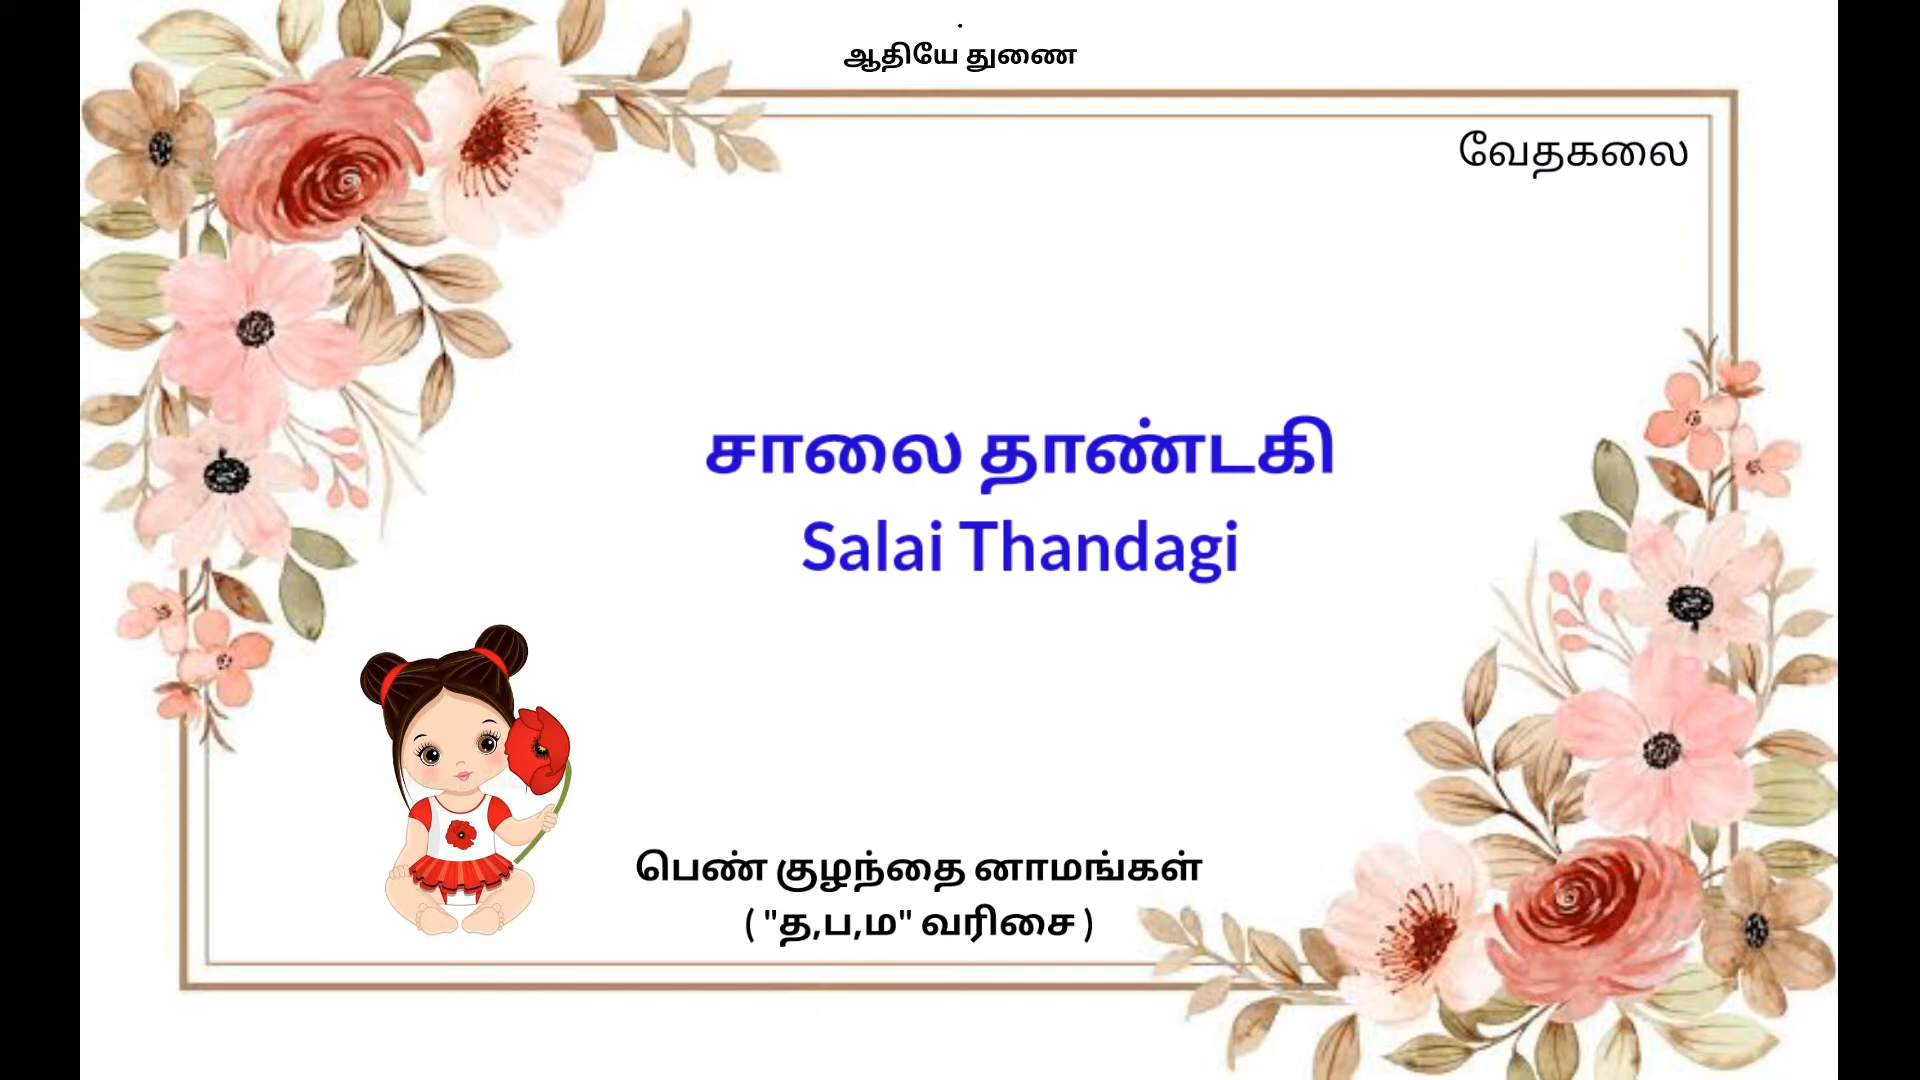 ஆதியே துணை
வேதகலை
சாலை தாண்டகி
Salai Thandagi
பெண் குழந்தை னாமங்கள்
( "த,ப,ம" வரிசை )